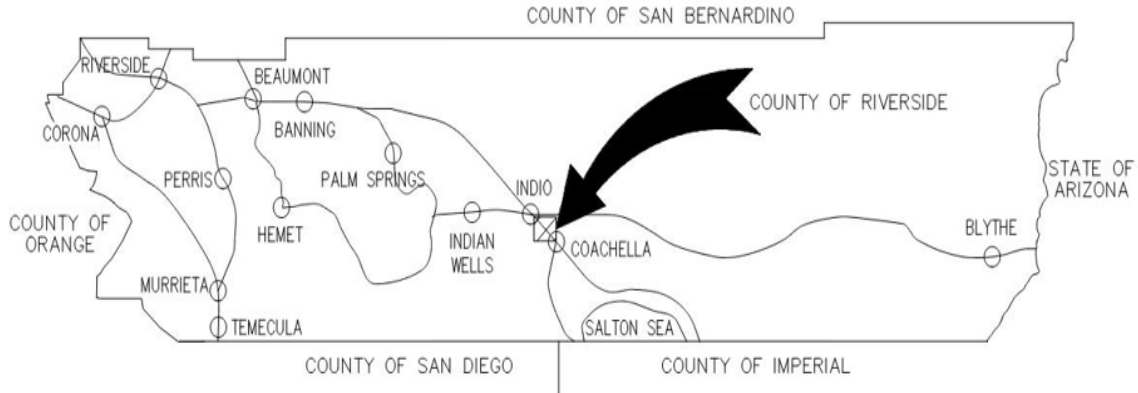 COUNTY OF SAN BERNARDINO
RIVERSIDE
BEAUMONT
COUNTY OF RIVERSIDE
CORONA
BANNING
PERRIS
PALM SPRINGS
INDIO
STATE OF
ARIZONA
COUNTY OF
ORANGE
HEMET
INDIAN
WELLS
COACHELLA
BLYTHE
MURRIETA
TEMECULA
SALTON SEA
COUNTY OF SAN DIEGO
COUNTY OF IMPERIAL